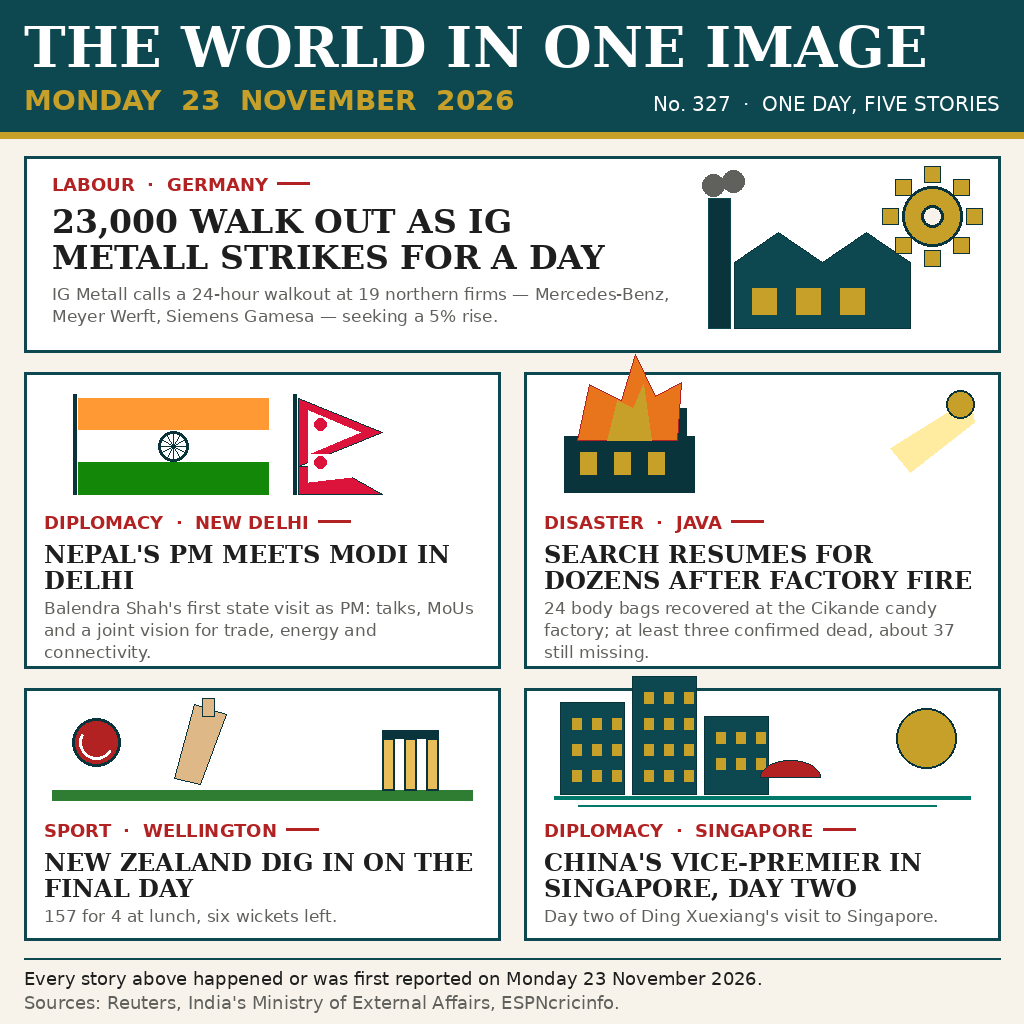 THE WORLD IN ONE IMAGE
MONDAY 23 NOVEMBER 2026
No. 327 · ONE DAY, FIVE STORIES
LABOUR · GERMANY
23,000 WALK OUT AS IG
METALL STRIKES FOR A DAY
IG Metall calls a 24-hour walkout at 19 northern firms — Mercedes-Benz,
Meyer Werft, Siemens Gamesa — seeking a 5% rise.
DIPLOMACY · NEW DELHI
NEPAL'S PM MEETS MODI IN
DELHI
Balendra Shah's first state visit as PM: talks, MoUs
and a joint vision for trade, energy and
connectivity.
DISASTER · JAVA
SEARCH RESUMES FOR
DOZENS AFTER FACTORY FIRE
24 body bags recovered at the Cikande candy
factory; at least three confirmed dead, about 37
still missing.
SPORT · WELLINGTON
NEW ZEALAND DIG IN ON THE
FINAL DAY
157 for 4 at lunch, six wickets left.
DIPLOMACY · SINGAPORE
CHINA'S VICE-PREMIER IN
SINGAPORE, DAY TWO
Day two of Ding Xuexiang's visit to Singapore.
Every story above happened or was first reported on Monday 23 November 2026.
Sources: Reuters, India's Ministry of External Affairs, ESPNcricinfo.